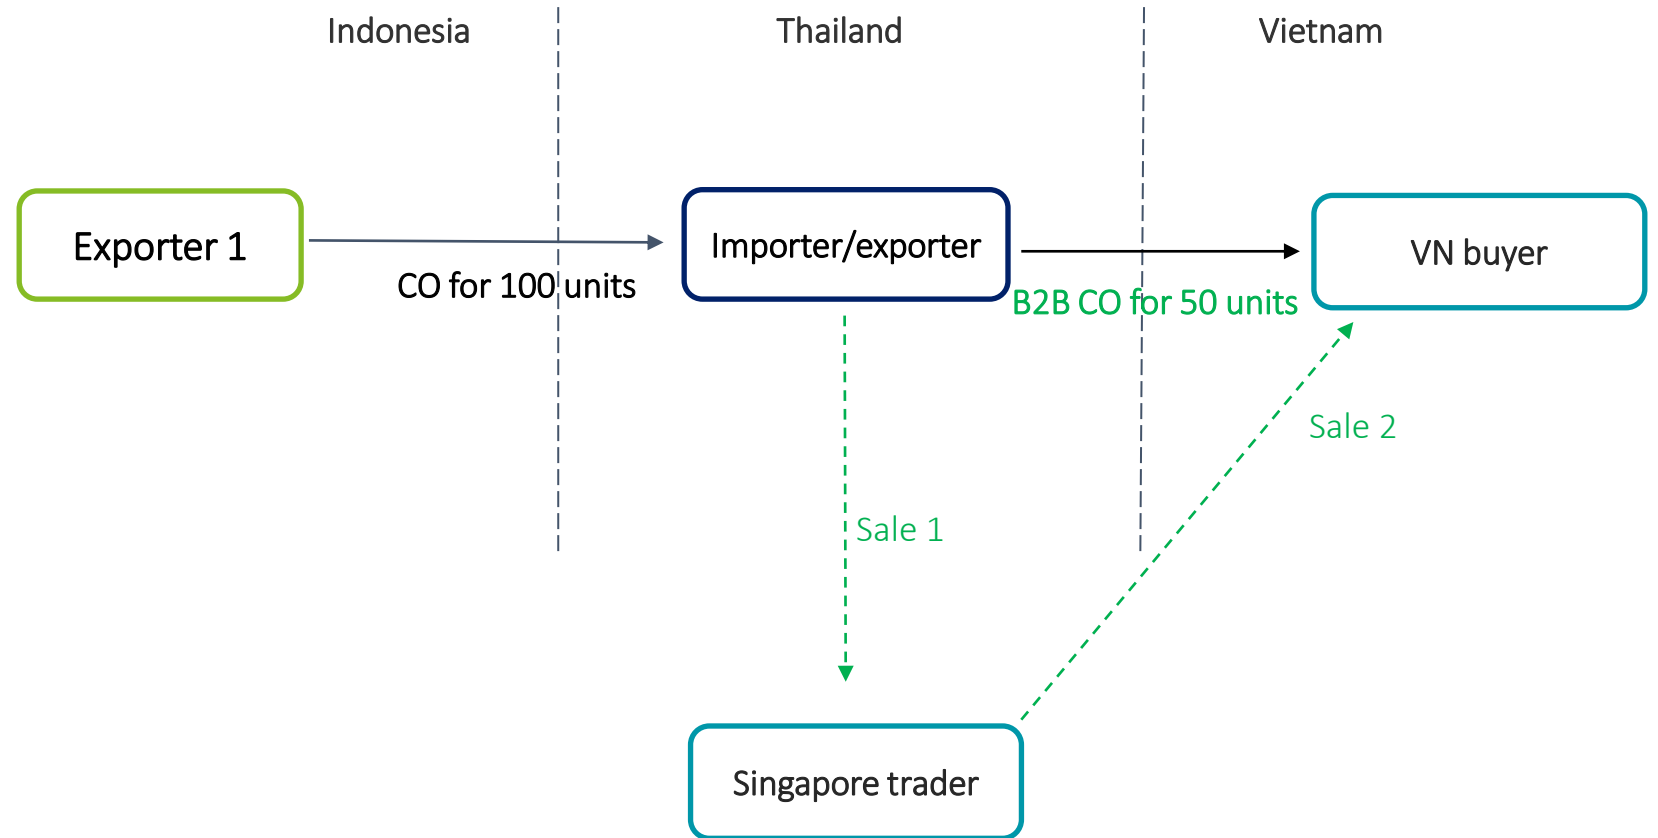 Indonesia
Thailand
Vietnam
Exporter 1
Importer/exporter
VN buyer
CO for 100 units
B2B CO for 50 units
Sale 2
Sale 1
Singapore trader